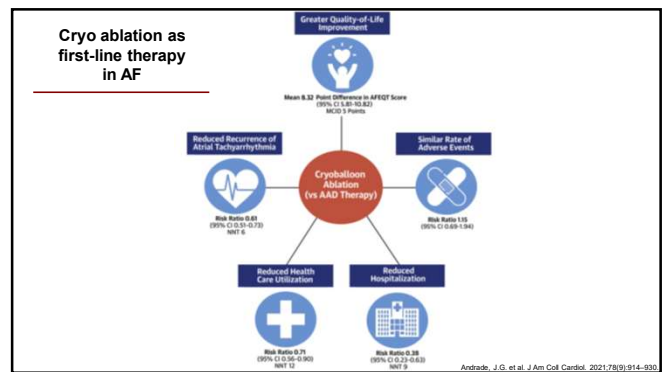 Cryo ablation as
first-line therapy
in AF
Greater Quality-of-Life
Improvement
Mean 8.32 Point Difference in AFEQT Score
(95% CI 5.81-10.82)
MCID 5 Points
Reduced Recurrence of
Atrial Tachyarrhythmia
Risk Ratio 0.61
(95% CI 0.51-0.73)
NNT 6
Similar Rate of
Adverse Events
Risk Ratio 1.15
(95% CI 0.69-1.94)
Cryoballoon
Ablation
(vs AAD Therapy)
Reduced Health
Care Utilization
Risk Ratio 0.71
(95% CI 0.56-0.90)
NNT 12
Reduced
Hospitalization
Risk Ratio 0.38
(95% CI 0.23-0.63)
NNT 9
Andrade, J.G. et al. J Am Coll Cardiol. 2021;78(9):914–930.